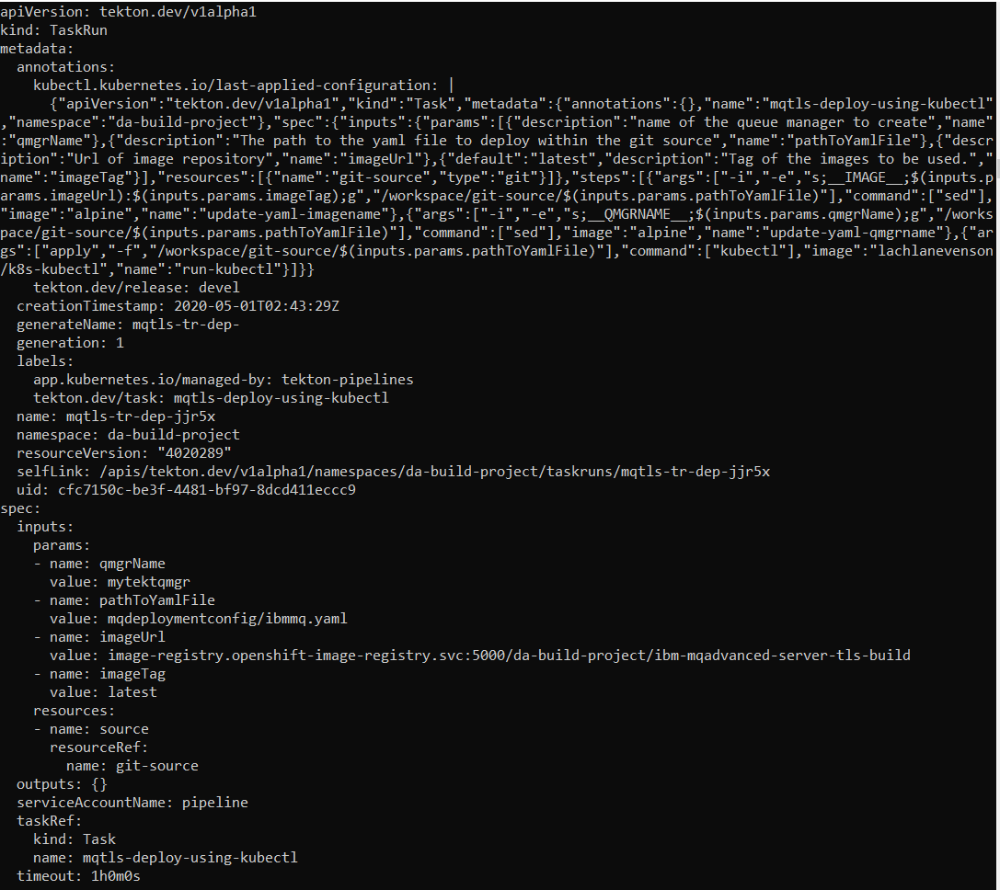 apiVersion: tekton.dev/v1alpha1
kind: TaskRun
metadata:
  annotations:
    kubectl.kubernetes.io/last-applied-configuration: |
      {"apiVersion":"tekton.dev/v1alpha1","kind":"Task","metadata":{"annotations":{},"name":"mqtls-deploy-using-kubectl"
,"namespace":"da-build-project"},"spec":{"inputs":{"params":[{"description":"name of the queue manager to create","name"
:"qmgrName"},{"description":"The path to the yaml file to deploy within the git source","name":"pathToYamlFile"},{"descr
iption":"Url of image repository","name":"imageUrl"},{"default":"latest","description":"Tag of the images to be used.","
name":"imageTag"}],"resources":[{"name":"git-source","type":"git"}]},"steps":[{"args":["-i","-e","s;__IMAGE__;$(inputs.p
arams.imageUrl):$(inputs.params.imageTag);g","/workspace/git-source/$(inputs.params.pathToYamlFile)"],"command":["sed"],
"image":"alpine","name":"update-yaml-imagename"},{"args":["-i","-e","s;__QMGRNAME__;$(inputs.params.qmgrName);g","/works
pace/git-source/$(inputs.params.pathToYamlFile)"],"command":["sed"],"image":"alpine","name":"update-yaml-qmgrname"},{"ar
gs":["apply","-f","/workspace/git-source/$(inputs.params.pathToYamlFile)"],"command":["kubectl"],"image":"lachlanevenson
/k8s-kubectl","name":"run-kubectl"}]}}
    tekton.dev/release: devel
  creationTimestamp: 2020-05-01T02:43:29Z
  generateName: mqtls-tr-dep-
  generation: 1
  labels:
    app.kubernetes.io/managed-by: tekton-pipelines
    tekton.dev/task: mqtls-deploy-using-kubectl
  name: mqtls-tr-dep-jjr5x
  namespace: da-build-project
  resourceVersion: "4020289"
  selfLink: /apis/tekton.dev/v1alpha1/namespaces/da-build-project/taskruns/mqtls-tr-dep-jjr5x
  uid: cfc7150c-be3f-4481-bf97-8dcd411eccc9
spec:
  inputs:
    params:
    - name: qmgrName
      value: mytektqmgr
    - name: pathToYamlFile
      value: mqdeploymentconfig/ibmmq.yaml
    - name: imageUrl
      value: image-registry.openshift-image-registry.svc:5000/da-build-project/ibm-mqadvanced-server-tls-build
    - name: imageTag
      value: latest
    resources:
    - name: source
      resourceRef:
        name: git-source
  outputs: {}
  serviceAccountName: pipeline
  taskRef:
    kind: Task
    name: mqtls-deploy-using-kubectl
  timeout: 1h0m0s